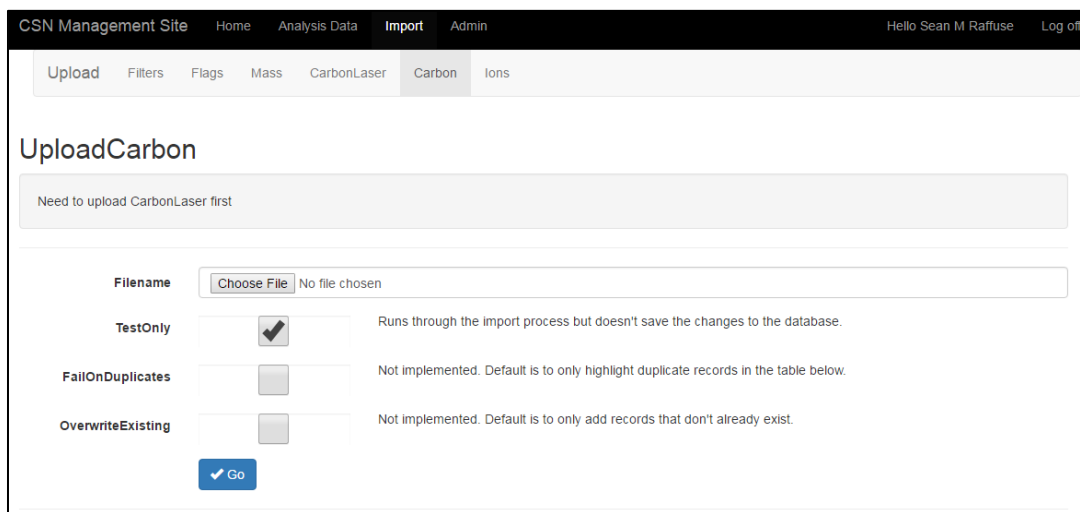 CSN Management Site Home Analysis Data Import Admin Hello Sean M Raffuse Log off
Upload Filters Flags Mass CarbonLaser Carbon Ions
UploadCarbon
Need to upload CarbonLaser first
Filename Choose File No file chosen
TestOnly Runs through the import process but doesn't save the changes to the database.
FailOnDuplicates Not implemented. Default is to only highlight duplicate records in the table below.
OverwriteExisting Not implemented. Default is to only add records that don't already exist.
Go